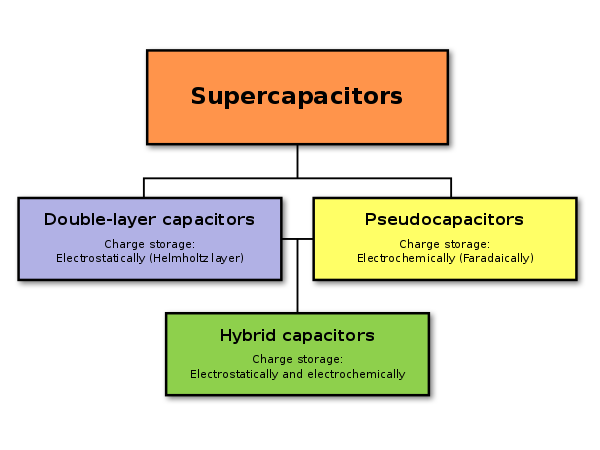 Supercapacitors
Double-layer capacitors
Charge storage:
Electrostatically (Helmholtz layer)
Pseudocapacitors
Charge storage:
Electrochemically (Faradaically)
Hybrid capacitors
Charge storage:
Electrostatically and electrochemically